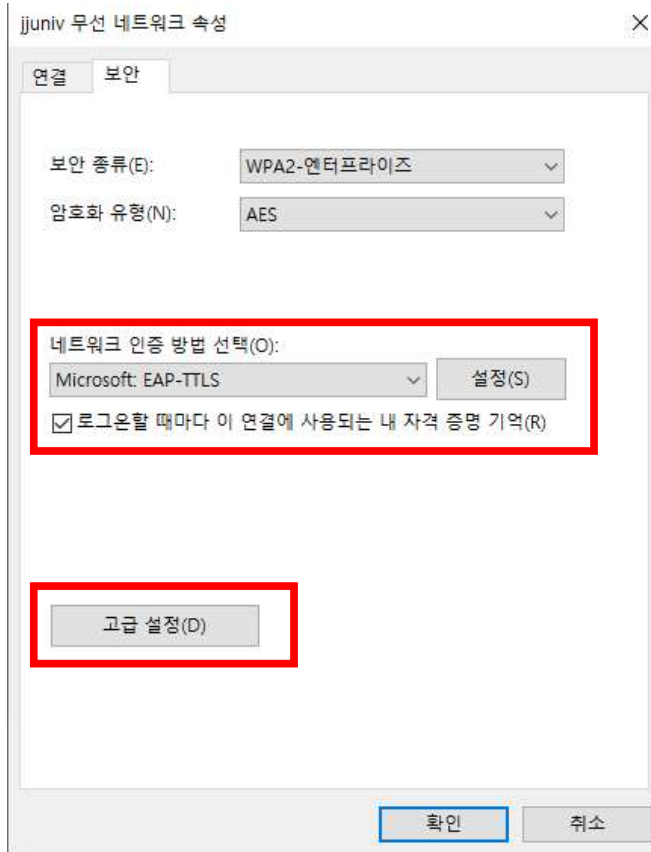 jjuniv 무선 네트워크 속성
연결 보안
보안 종류(E): WPA2-엔터프라이즈
암호화 유형(N): AES
네트워크 인증 방법 선택(O):
Microsoft: EAP-TTLS 설정(S)
로그온할 때마다 이 연결에 사용되는 내 자격 증명 기억(R)
고급 설정(D)
확인 취소